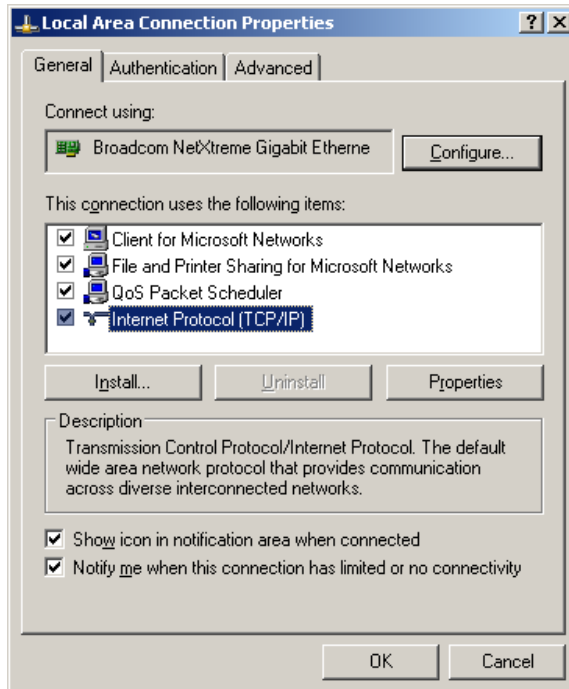 Local Area Connection Properties
General Authentication Advanced
Connect using:
Broadcom NetXtreme Gigabit Etherne
Configure...
This connection uses the following items:
Client for Microsoft Networks
File and Printer Sharing for Microsoft Networks
QoS Packet Scheduler
Internet Protocol (TCP/IP)
Install... Uninstall Properties
Description
Transmission Control Protocol/Internet Protocol. The default
wide area network protocol that provides communication
across diverse interconnected networks.
Show icon in notification area when connected
Notify me when this connection has limited or no connectivity
OK Cancel